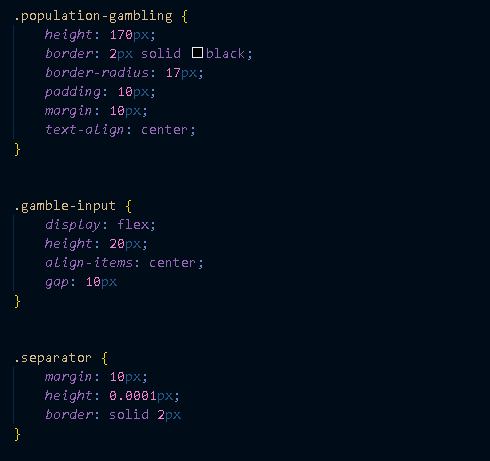 .population-gambling {
height: 170px;
border: 2px solid black;
border-radius: 17px;
padding: 10px;
margin: 10px;
text-align: center;
}
.gamble-input {
display: flex;
height: 20px;
align-items: center;
gap: 10px
}
.separator {
margin: 10px;
height: 0.0001px;
border: solid 2px
}